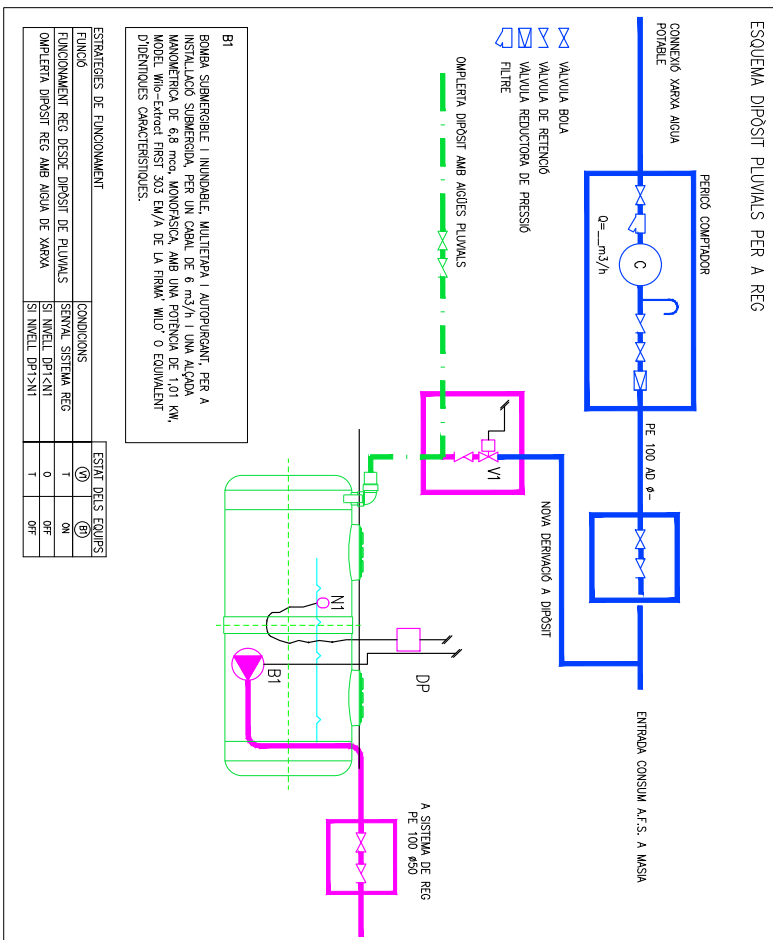 ESQUEMA DIPÒSIT PLUVIALS PER A REG
CONNEXIÓ XARXA AIGUA
POTABLE
PERICÓ COMPTADOR
C
Q=__m3/h
PE 100 AD ø-
ENTRADA CONSUM A.F.S. A MASIA
VÀLVULA BOLA
VÀLVULA DE RETENCIÓ
VÀLVULA REDUCTORA DE PRESSIÓ
FILTRE
NOVA DERIVACIÓ A DIPÒSIT
V1
OMPLERTA DIPÒSIT AMB AIGÜES PLUVIALS
DP
N1
B1
A SISTEMA DE REG
PE 100 ø50
B1
BOMBA SUBMERGIBLE I INUNDABLE, MULTIETAPA I AUTOPURGANT, PER A
INSTAL.LACIÓ SUBMERGIDA, PER UN CABAL DE 6 m3/h I UNA ALÇADA
MANOMÈTRICA DE 6,8 mca, MONOFÀSICA, AMB UNA POTÈNCIA DE 1,01 KW,
MODEL Wilo-Extract FIRST 303 EM/A DE LA FIRMA' WILO' O EQUIVALENT
D'IDÈNTIQUES CARACTERÍSTIQUES.
ESTRATEGIES DE FUNCIONAMENT
ESTAT DELS EQUIPS
FUNCIÓ CONDICIONS V1 B1
FUNCIONAMENT REG DESDE DIPÒSIT DE PLUVIALS SENYAL SISTEMA REG T ON
OMPLERTA DIPÒSIT REG AMB AIGUA DE XARXA SI NIVELL DP1<N1 O OFF
SI NIVELL DP1>N1 T OFF